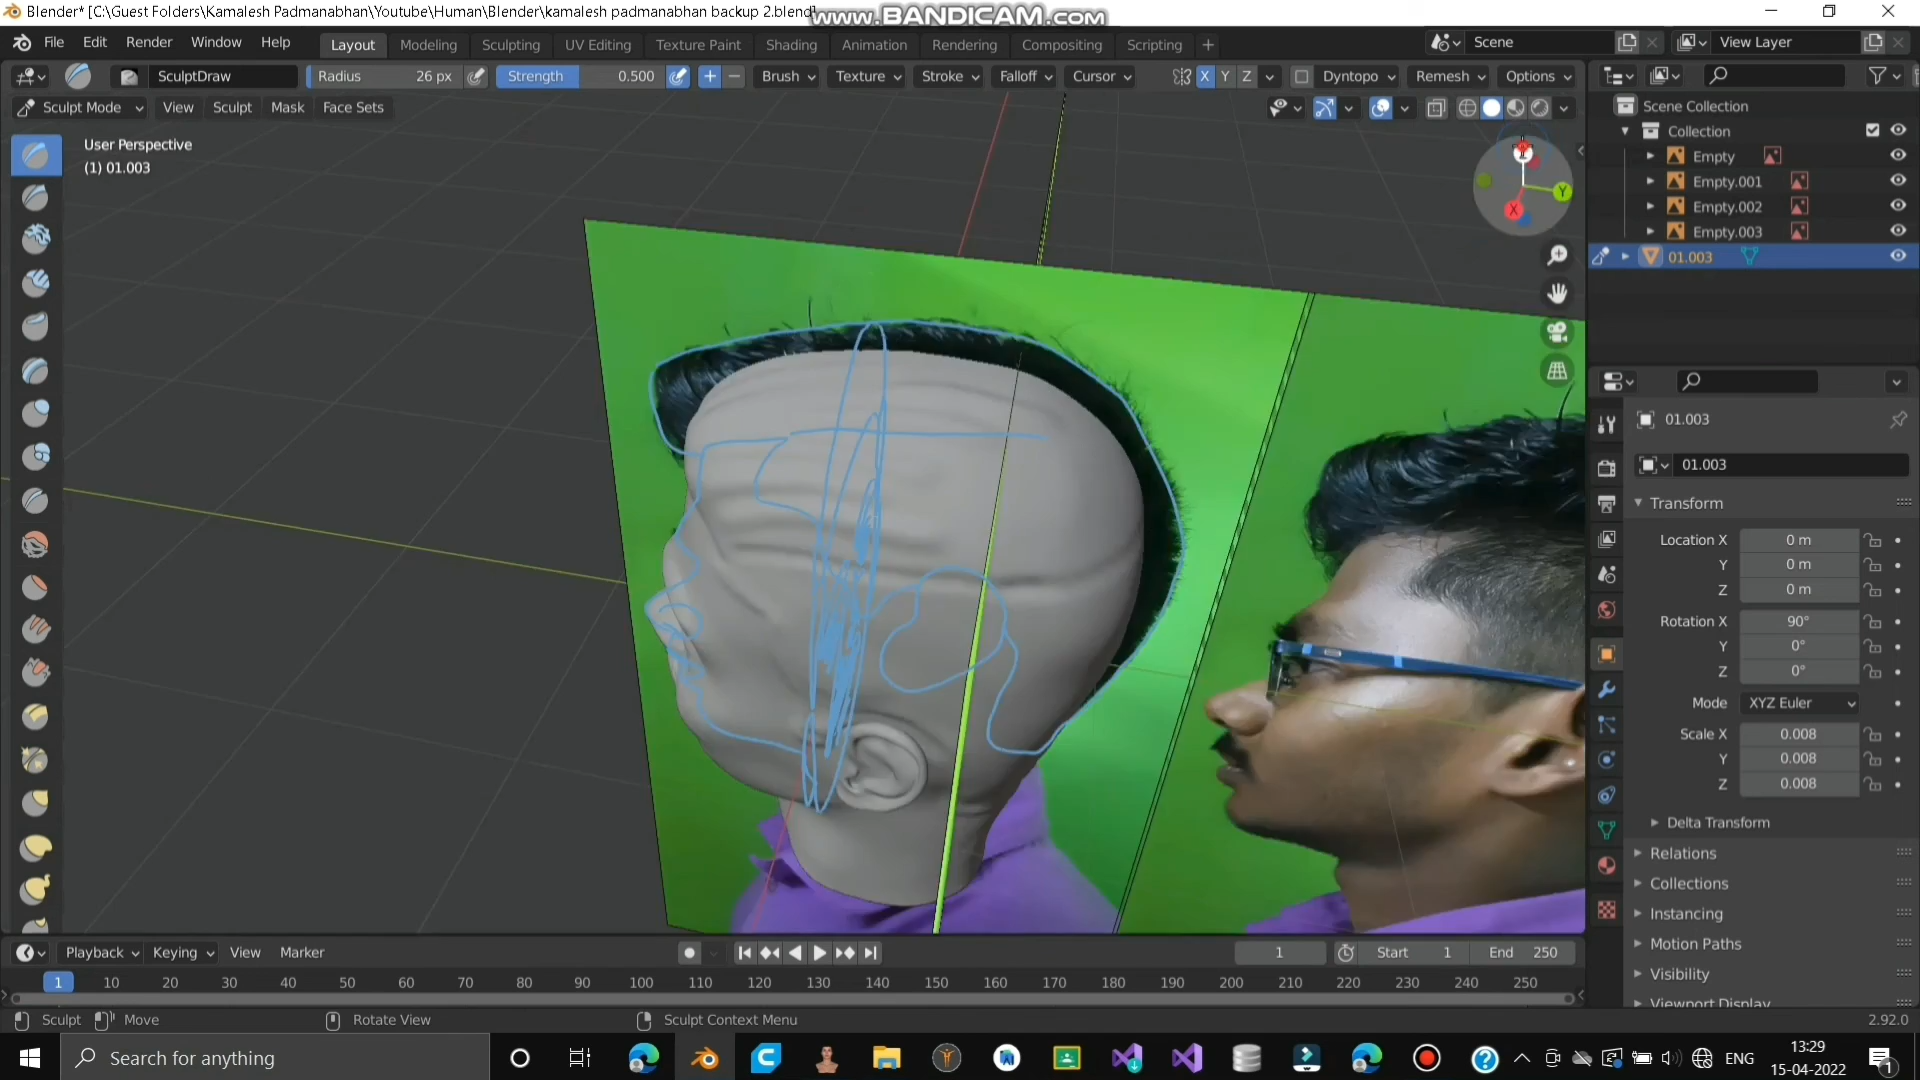 Blender* [C:\Guest Folders\Kamalesh Padmanabhan\Youtube\Human\Blender\kamalesh padmanabhan backup 2.blend]
www.BANDICAM.com
File Edit Render Window Help
Layout Modeling Sculpting UV Editing Texture Paint Shading Animation Rendering Compositing Scripting +
Scene
View Layer
SculptDraw
Radius 26 px
Strength 0.500
Brush Texture Stroke Falloff Cursor
X Y Z
Dyntopo Remesh Options
Sculpt Mode View Sculpt Mask Face Sets
User Perspective
(1) 01.003
Y
X
Scene Collection
Collection
Empty
Empty.001
Empty.002
Empty.003
01.003
01.003
01.003
Transform
Location X 0 m
Y 0 m
Z 0 m
Rotation X 90°
Y 0°
Z 0°
Mode XYZ Euler
Scale X 0.008
Y 0.008
Z 0.008
Delta Transform
Relations
Collections
Instancing
Motion Paths
Visibility
Viewport Display
Playback Keying View Marker
1
Start 1
End 250
1 10 20 30 40 50 60 70 80 90 100 110 120 130 140 150 160 170 180 190 200 210 220 230 240 250
Sculpt Move Rotate View Sculpt Context Menu
2.92.0
Search for anything
ENG
13:29
15-04-2022
1